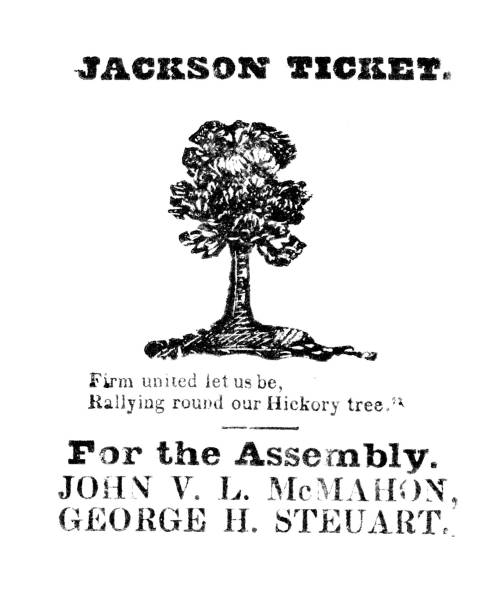 JACKSON TICKET.
Firm united let us be,
Rallying round our Hickory tree."
For the Assembly.
JOHN V. L. McMAHON,
GEORGE H. STEUART.